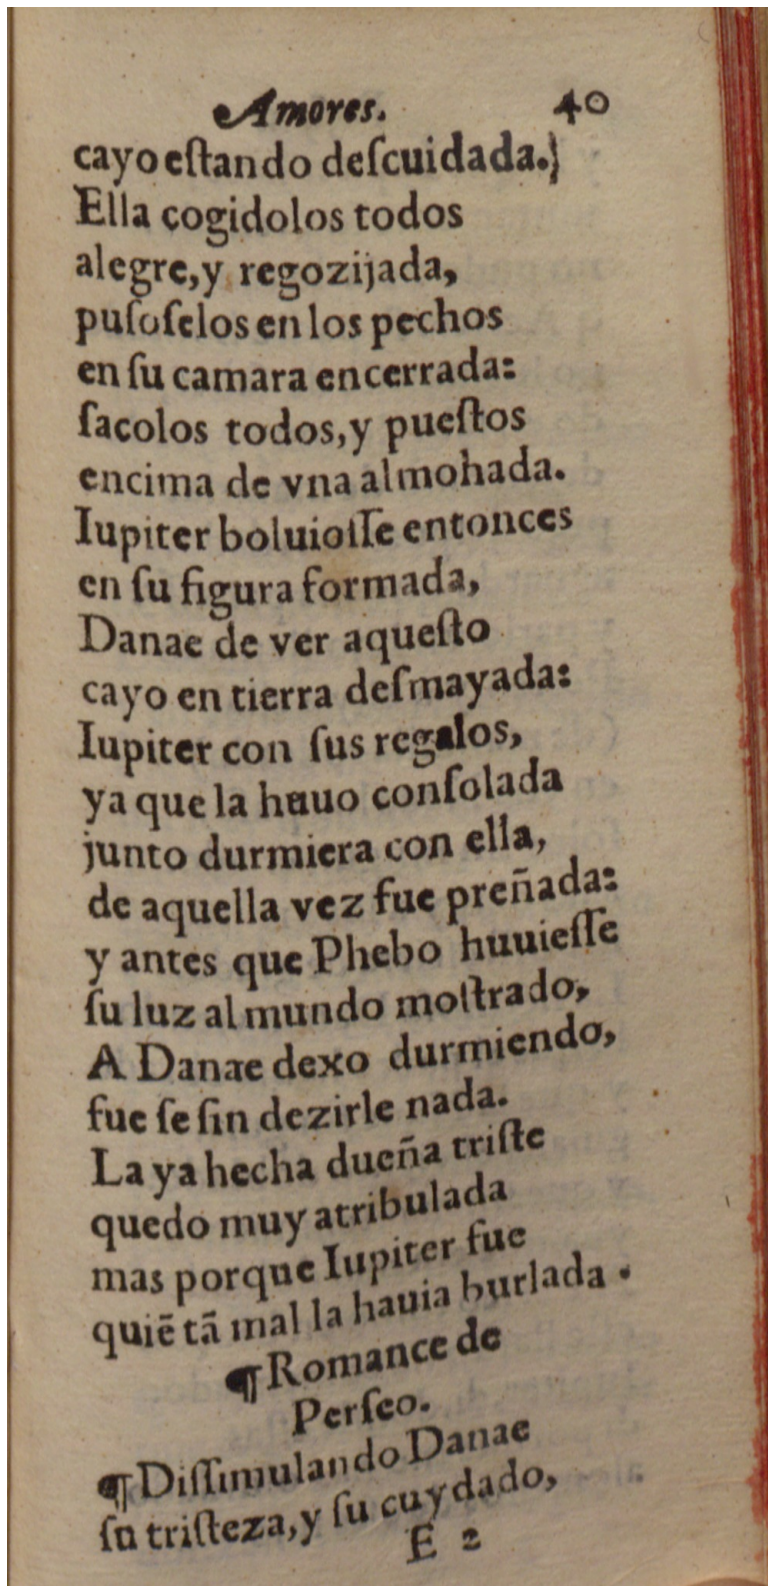 Amores. 40
cayo eſtando deſcuidada.)
Ella cogidolos todos
alegre, y regozijada,
puſoſelos en los pechos
en ſu camara encerrada:
ſacolos todos, y pueſtos
encima de vna almohada.
Iupiter boluioſſe entonces
en ſu figura formada,
Danae de ver aqueſto
cayo en tierra deſmayada:
Iupiter con ſus regalos,
ya que la huuo conſolada
junto durmiera con ella,
de aquella vez fue preñada:
y antes que Phebo huuieſſe
ſu luz al mundo moſtrado,
A Danae dexo durmiendo,
fue ſe ſin dezirle nada.
La ya hecha dueña triſte
quedo muy atribulada
mas porque Iupiter fue
quiē tā mal la hauia burlada .
¶ Romance de
Perſeo.
¶ Diſſimulando Danae
ſu triſteza, y ſu cuydado,
E 2